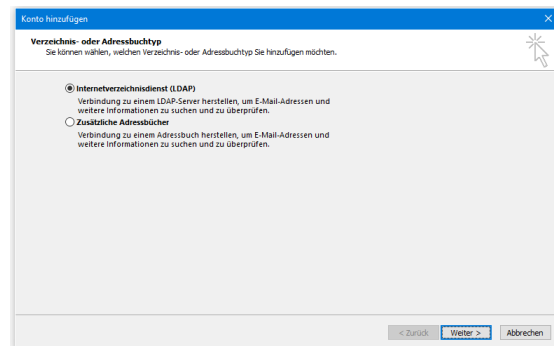 Konto hinzufügen
Verzeichnis- oder Adressbuchtyp
Sie können wählen, welchen Verzeichnis- oder Adressbuchtyp Sie hinzufügen möchten.
Internetverzeichnisdienst (LDAP)
Verbindung zu einem LDAP-Server herstellen, um E-Mail-Adressen und
weitere Informationen zu suchen und zu überprüfen.
Zusätzliche Adressbücher
Verbindung zu einem Adressbuch herstellen, um E-Mail-Adressen und
weitere Informationen zu suchen und zu überprüfen.
< Zurück Weiter > Abbrechen